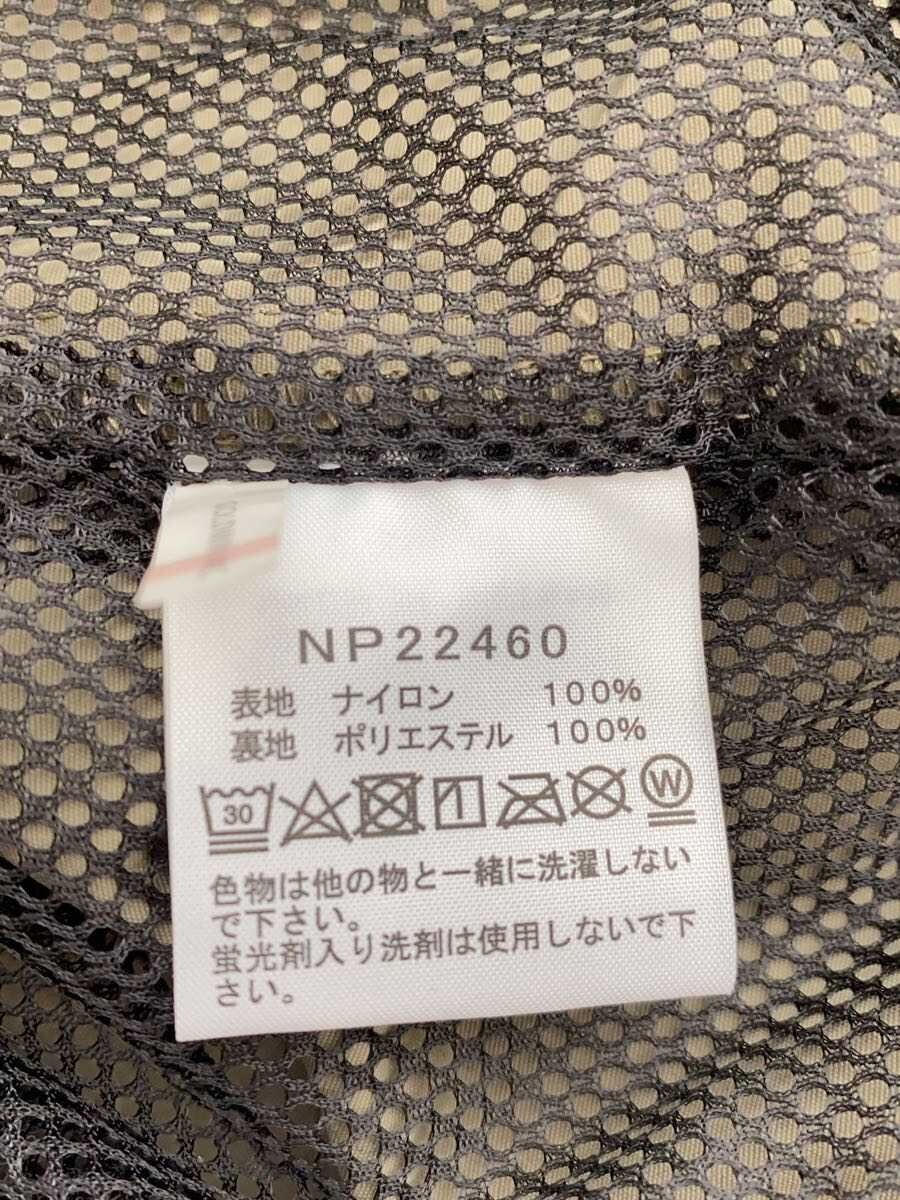 NP22460
表地 ナイロン 100%
裏地 ポリエステル 100%
30 W
色物は他の物と一緒に洗濯しない
で下さい。
蛍光剤入り洗剤は使用しないで下
さい。